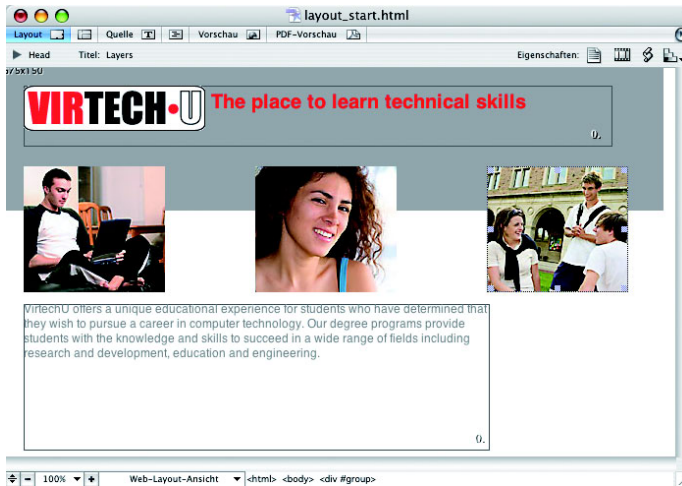 layout_start.html
Layout Quelle T Vorschau PDF-Vorschau
Head Titel: Layers Eigenschaften:
575x150
VIRTECH•U The place to learn technical skills
VirtechU offers a unique educational experience for students who have determined that
they wish to pursue a career in computer technology. Our degree programs provide
students with the knowledge and skills to succeed in a wide range of fields including
research and development, education and engineering.
100% Web-Layout-Ansicht <html> <body> <div #group>